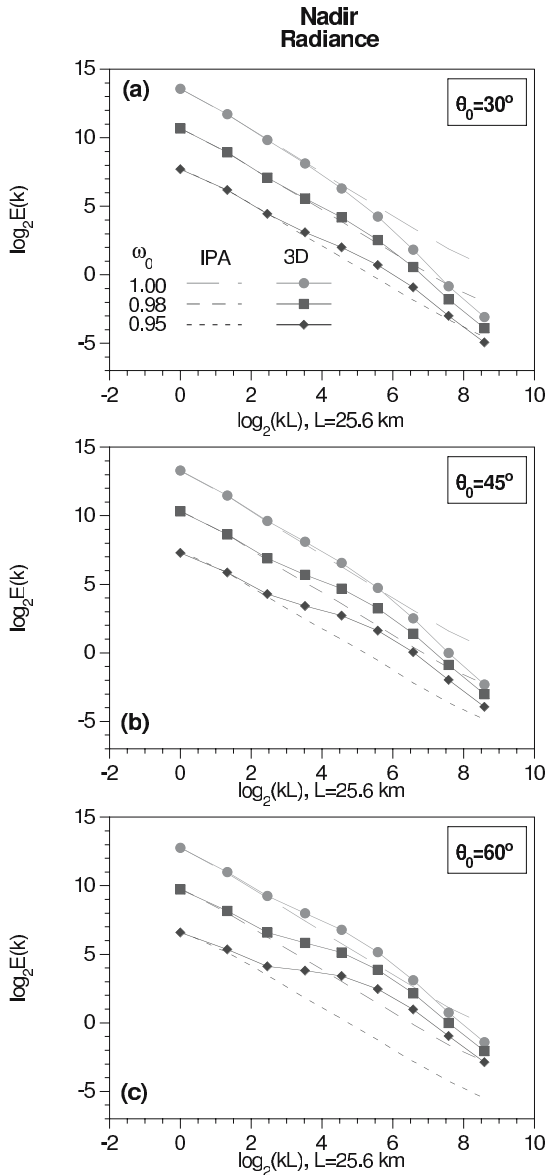 Nadir
Radiance
(a)
θ₀=30°
15
10
5
0
-5
log₂E(k)
ω₀ IPA 3D
1.00
0.98
0.95
-2 0 2 4 6 8 10
log₂(kL), L=25.6 km
15
10
5
0
-5
log₂E(k)
θ₀=45°
(b)
-2 0 2 4 6 8 10
log₂(kL), L=25.6 km
15
10
5
0
-5
log₂E(k)
θ₀=60°
(c)
-2 0 2 4 6 8 10
log₂(kL), L=25.6 km